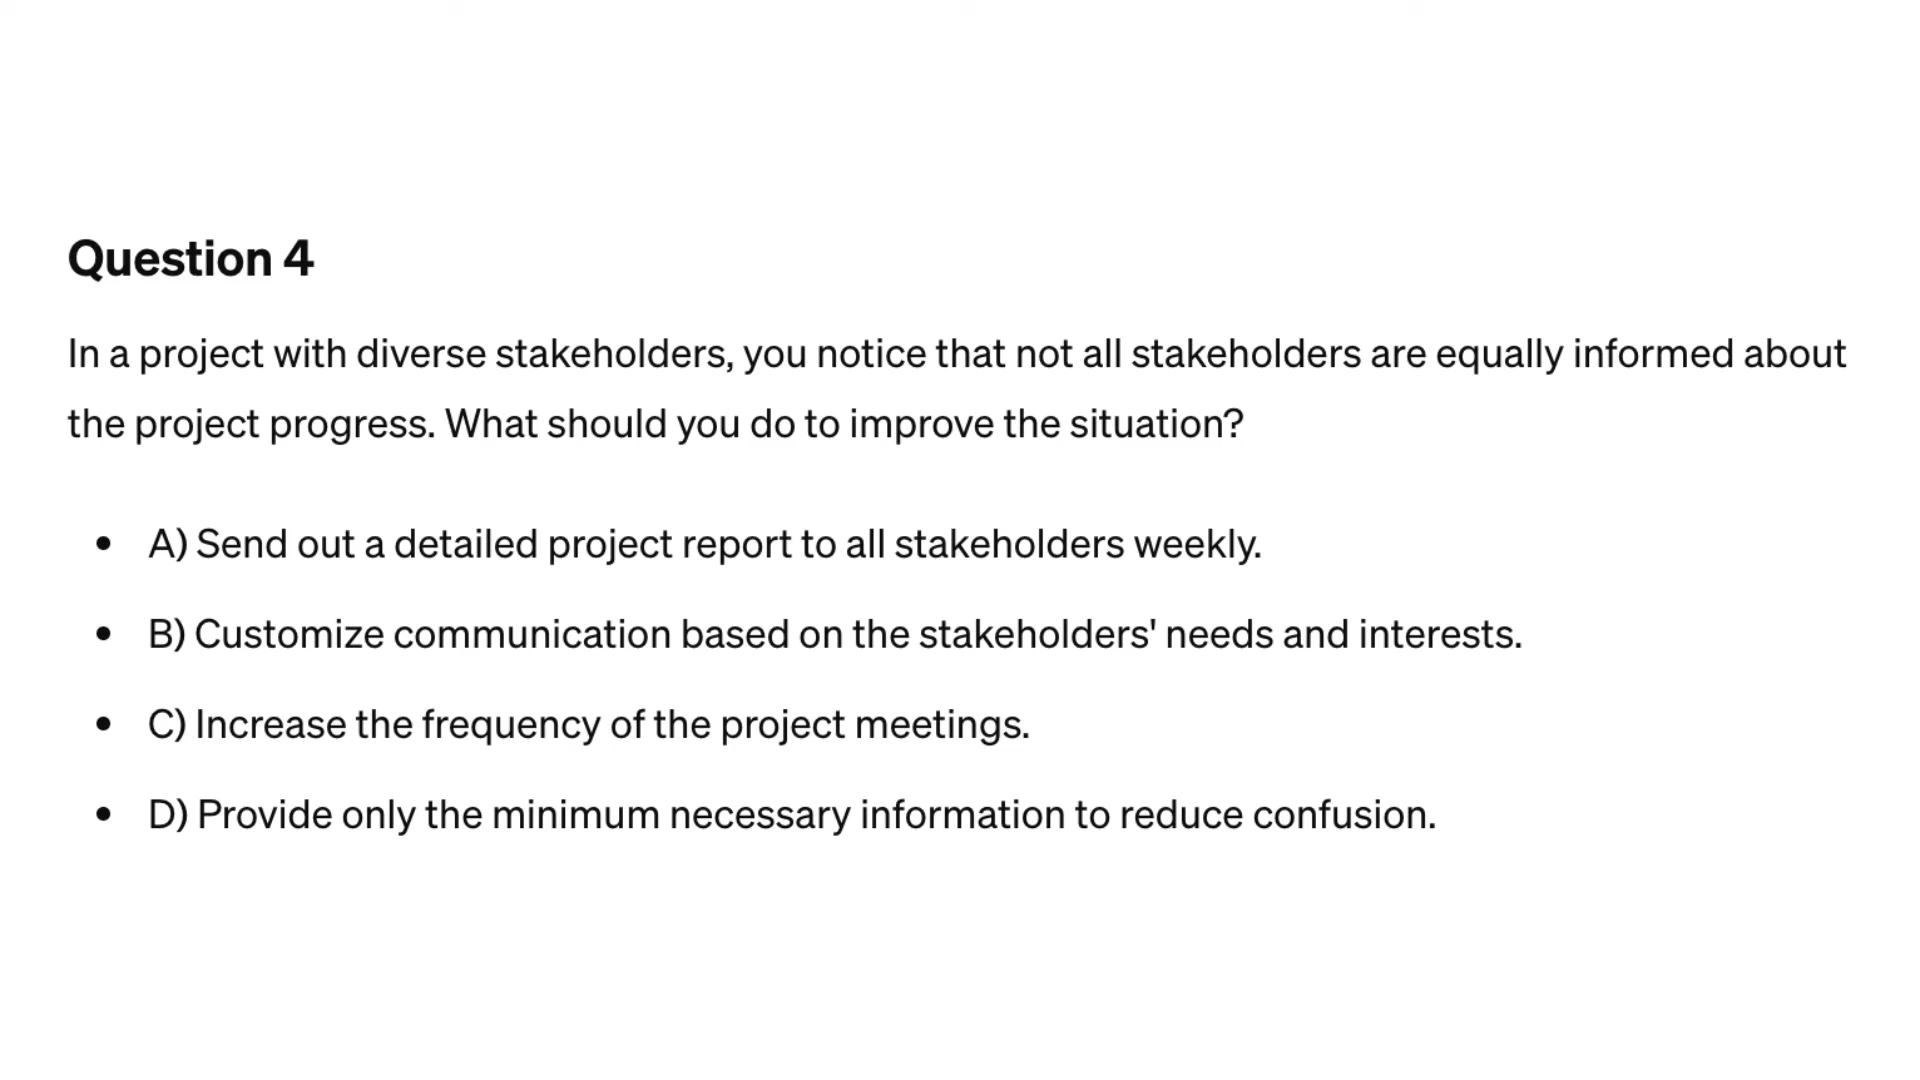 Question 4
In a project with diverse stakeholders, you notice that not all stakeholders are equally informed about
the project progress. What should you do to improve the situation?
• A) Send out a detailed project report to all stakeholders weekly.
• B) Customize communication based on the stakeholders' needs and interests.
• C) Increase the frequency of the project meetings.
• D) Provide only the minimum necessary information to reduce confusion.